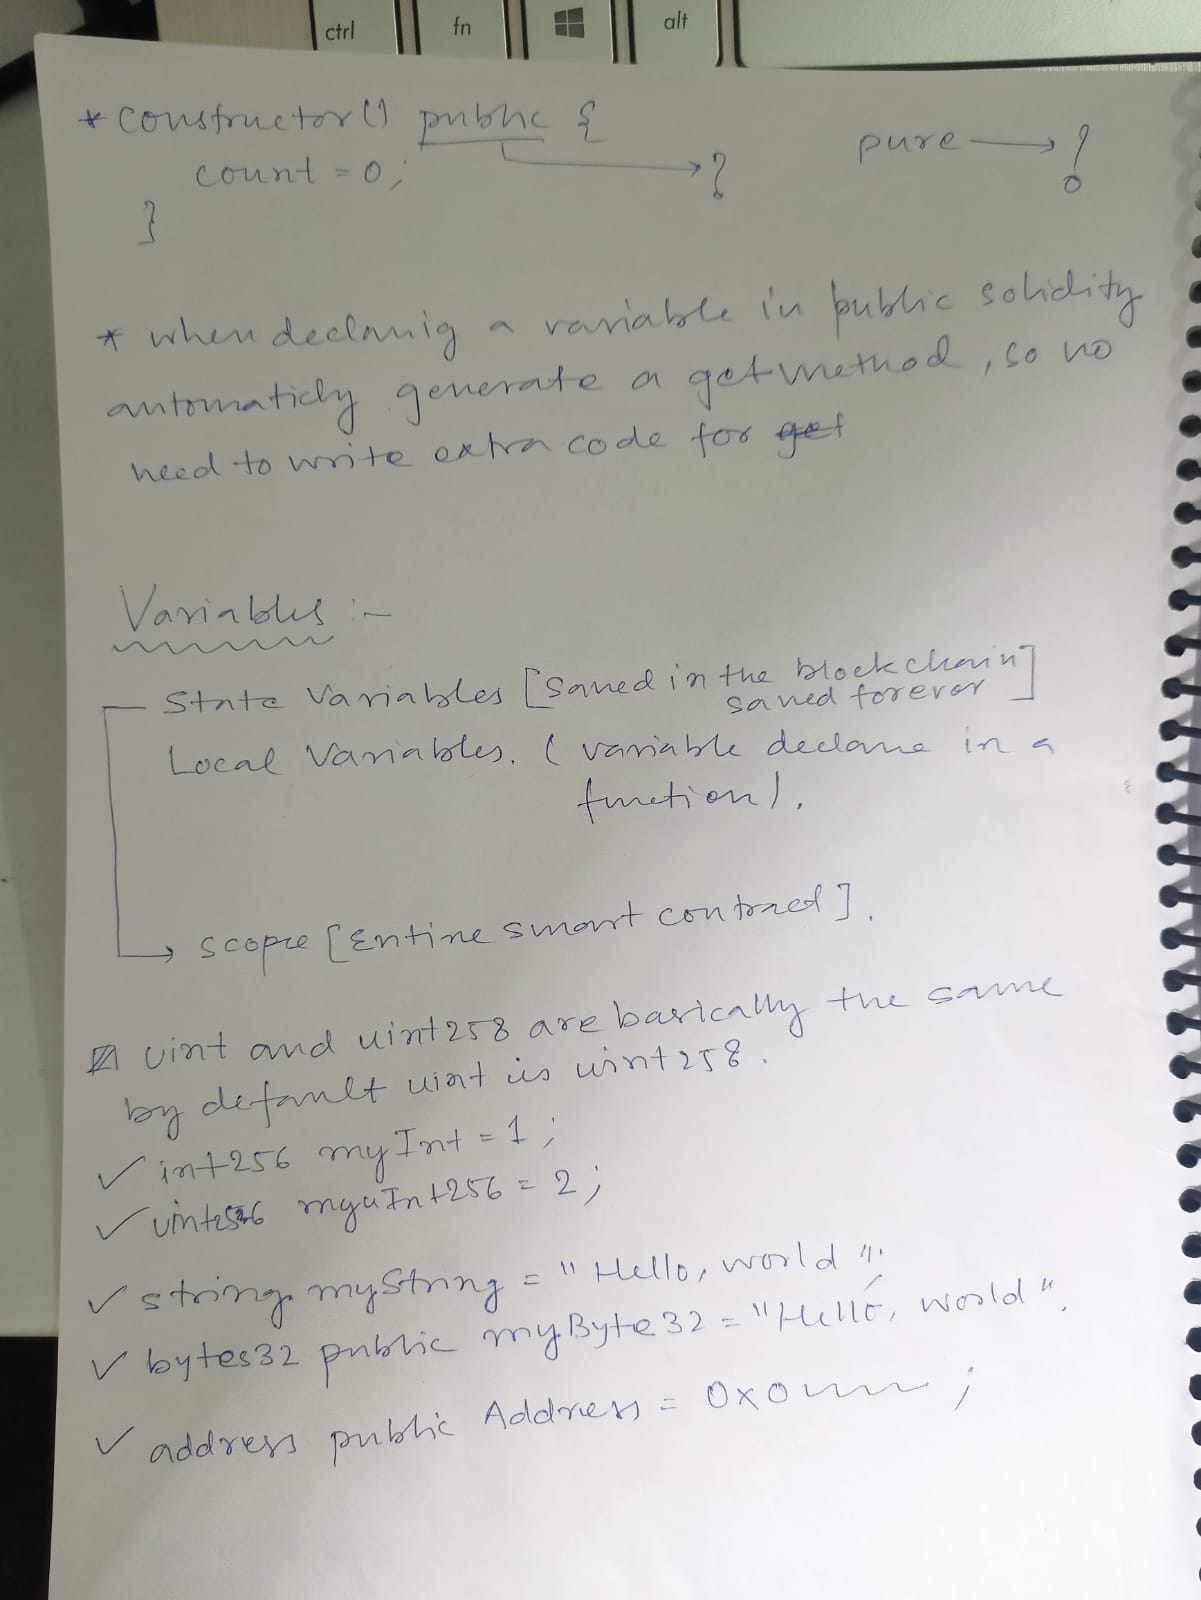 ctrl fn alt
* constructor() public {
count = 0; → ? pure → ?
}
* when declanig a variable in public solidity
automaticly generate a get method, so no
need to write extra code for get
Variables :-
State Variables [Saved in the blockchain]
saved forever
Local Variables. ( variable declare in a
function).
→ scope [Entire smart contract].
uint and uint258 are basically the same
by default uint is uint258.
✓ int256 myInt = 1;
✓ uint256 myuInt256 = 2;
✓ string myString = "Hello, world";
✓ bytes32 public myByte32 = "Hello, world".
✓ address public Address = 0x0 ;